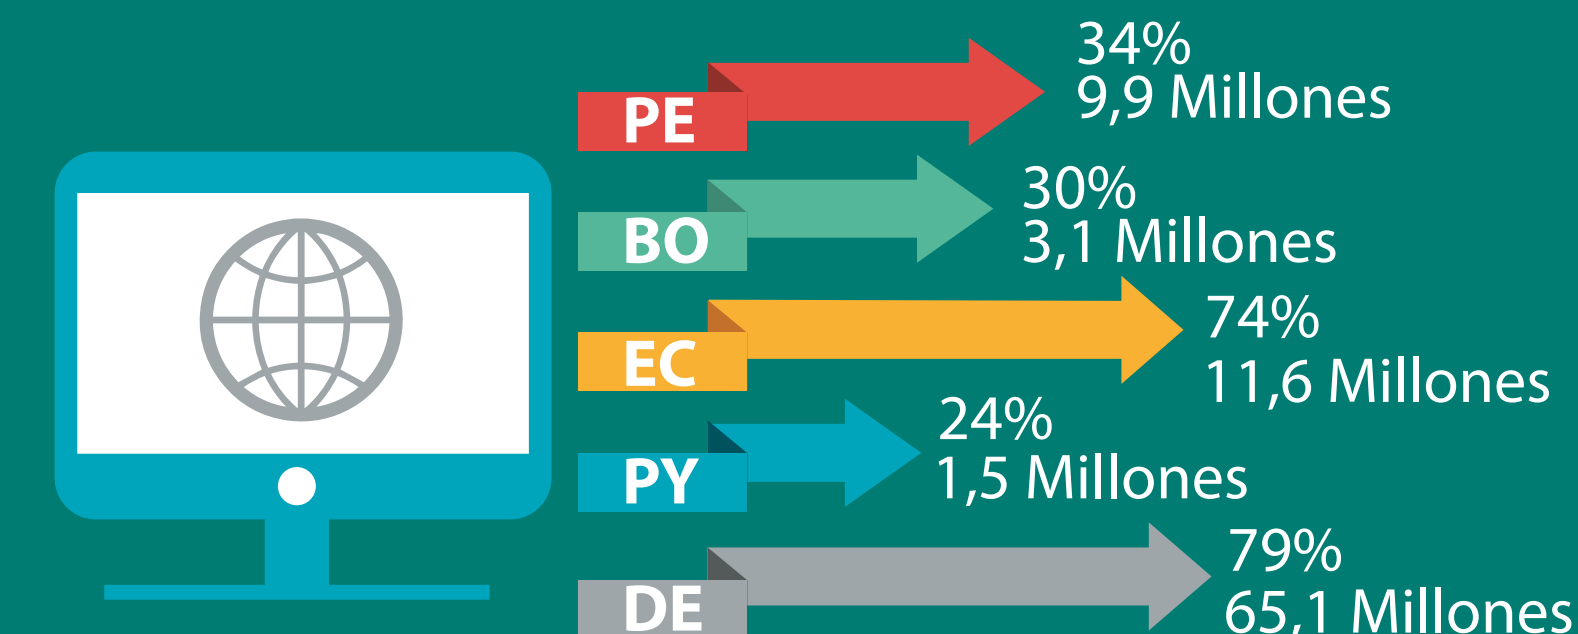 PE
34%
9,9 Millones
BO
30%
3,1 Millones
EC
74%
11,6 Millones
PY
24%
1,5 Millones
DE
79%
65,1 Millones